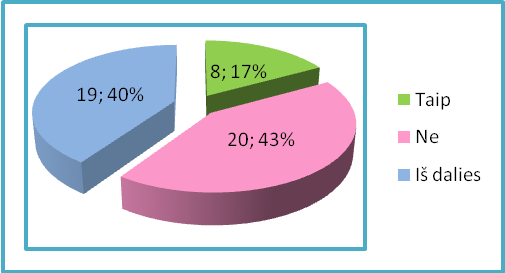 8; 17%
19; 40%
20; 43%
Taip
Ne
Iš dalies